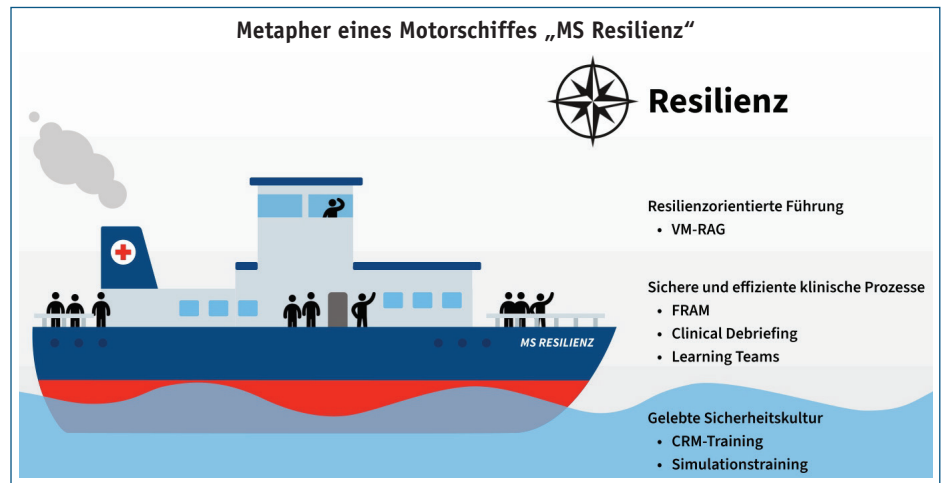 Metapher eines Motorschiffes „MS Resilienz“
Resilienz
Resilienzorientierte Führung
• VM-RAG
Sichere und effiziente klinische Prozesse
• FRAM
• Clinical Debriefing
• Learning Teams
MS RESILIENZ
Gelebte Sicherheitskultur
• CRM-Training
• Simulationstraining